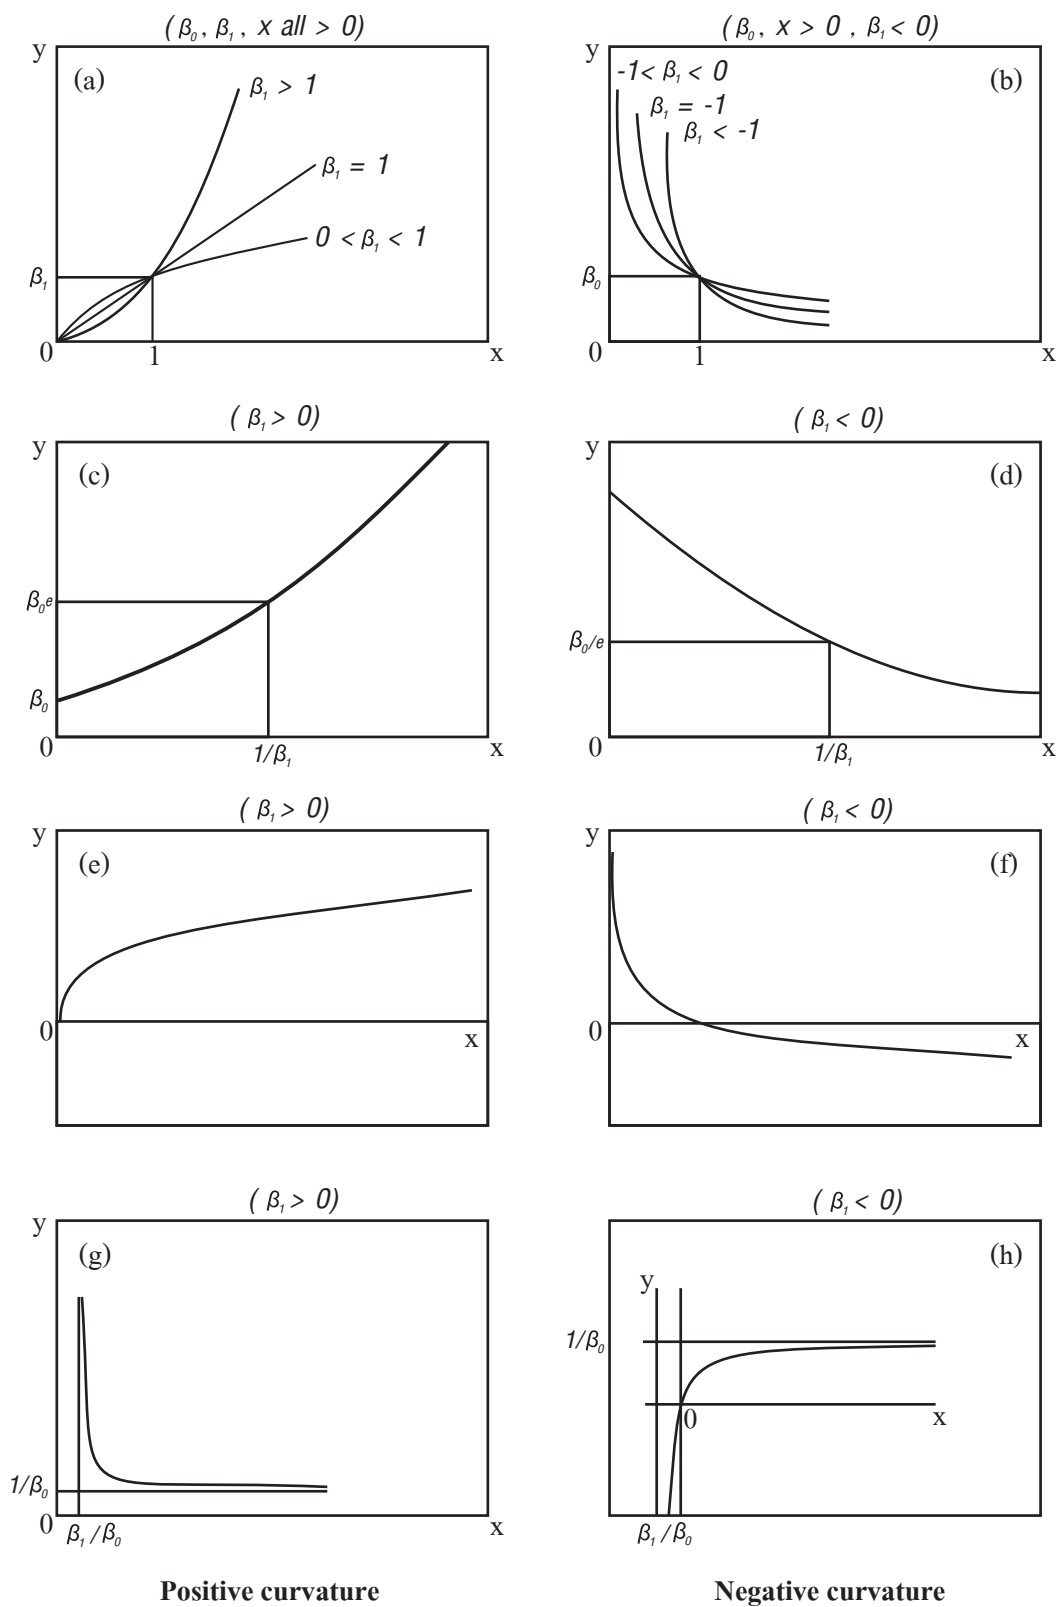 (β₀, β₁, x all > 0)
y
(a)
β₁ > 1
β₁ = 1
0 < β₁ < 1
β₁
0
1
x
(β₀, x > 0 , β₁ < 0)
y
(b)
-1< β₁ < 0
β₁ = -1
β₁ < -1
β₀
0
1
x
( β₁ > 0)
y
(c)
β₀e
β₀
0
1/β₁
x
( β₁ < 0)
y
(d)
β₀/e
0
1/β₁
x
( β₁ > 0)
y
(e)
0
x
( β₁ < 0)
y
(f)
0
x
( β₁ > 0)
y
(g)
1/β₀
0
β₁ / β₀
x
( β₁ < 0)
(h)
y
1/β₀
0
x
β₁ / β₀
Positive curvature
Negative curvature